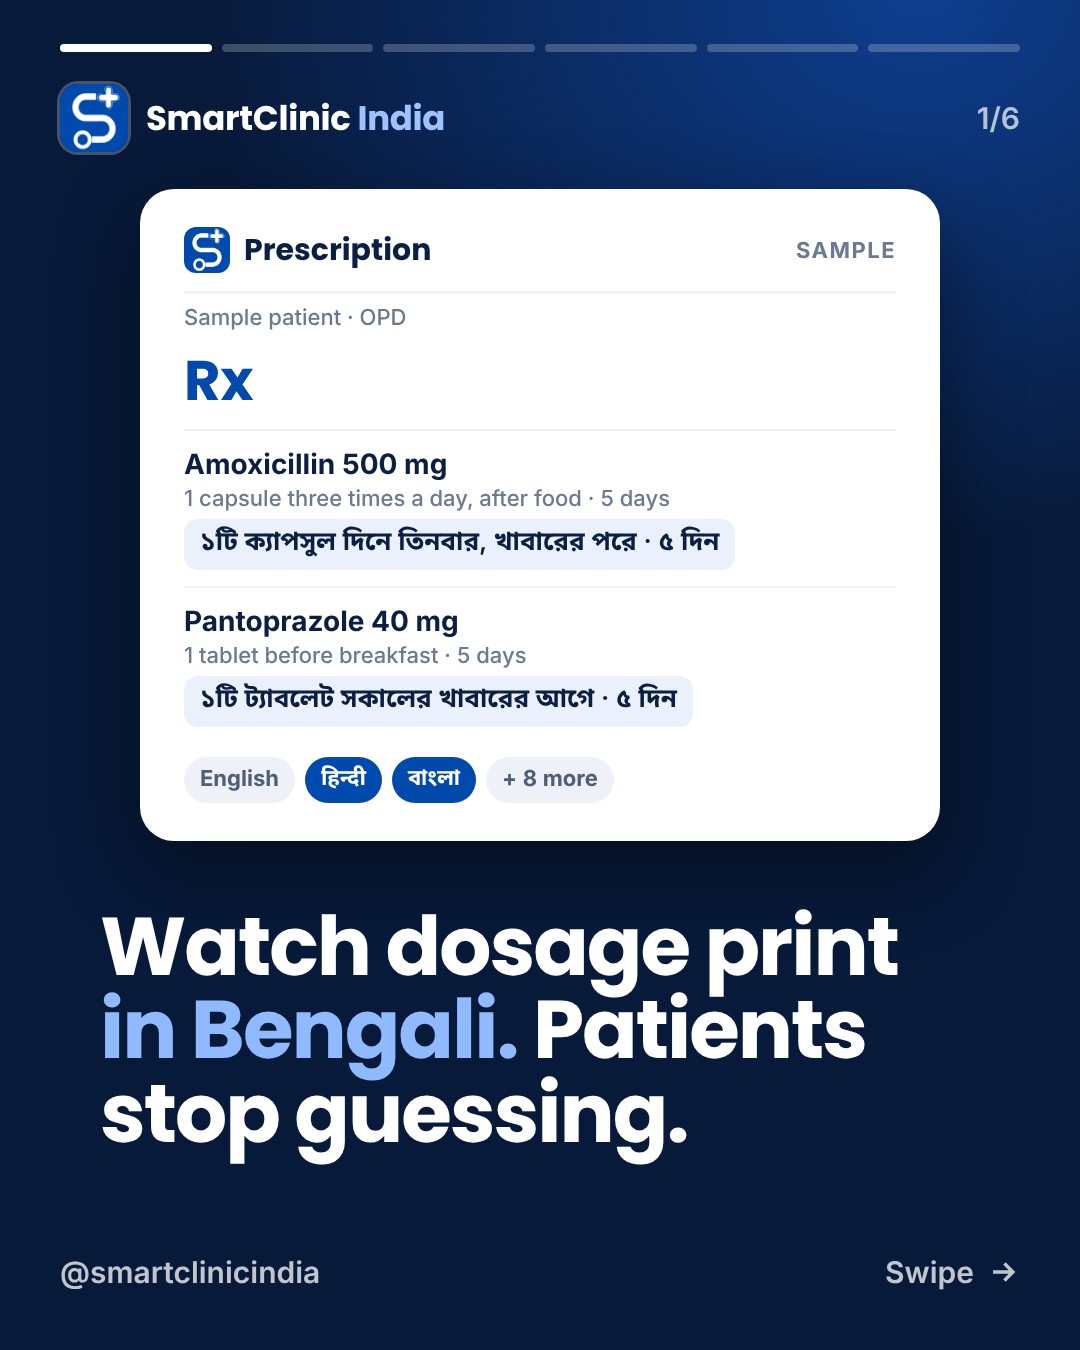 SmartClinic India
1/6
Prescription
SAMPLE
Sample patient · OPD
Rx
Amoxicillin 500 mg
1 capsule three times a day, after food · 5 days
১টি ক্যাপসুল দিনে তিনবার, খাবারের পরে · ৫ দিন
Pantoprazole 40 mg
1 tablet before breakfast · 5 days
১টি ট্যাবলেট সকালের খাবারের আগে · ৫ দিন
English हिन्दी বাংলা + 8 more
Watch dosage print
in Bengali. Patients
stop guessing.
@smartclinicindia
Swipe →